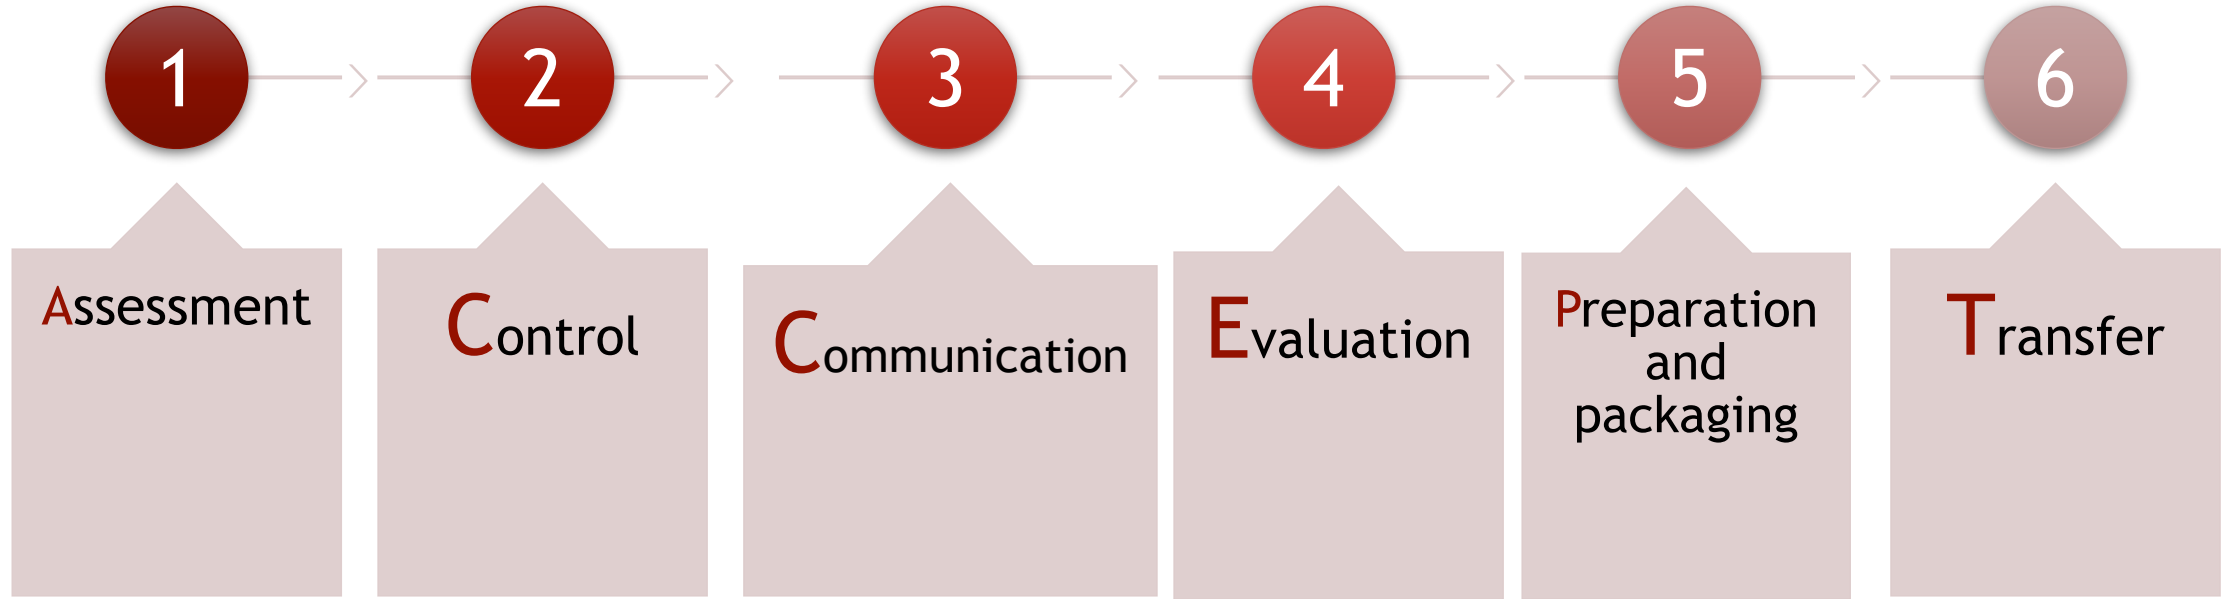 1
2
3
4
5
6
Assessment
Control
Communication
Evaluation
Preparation
and
packaging
Transfer